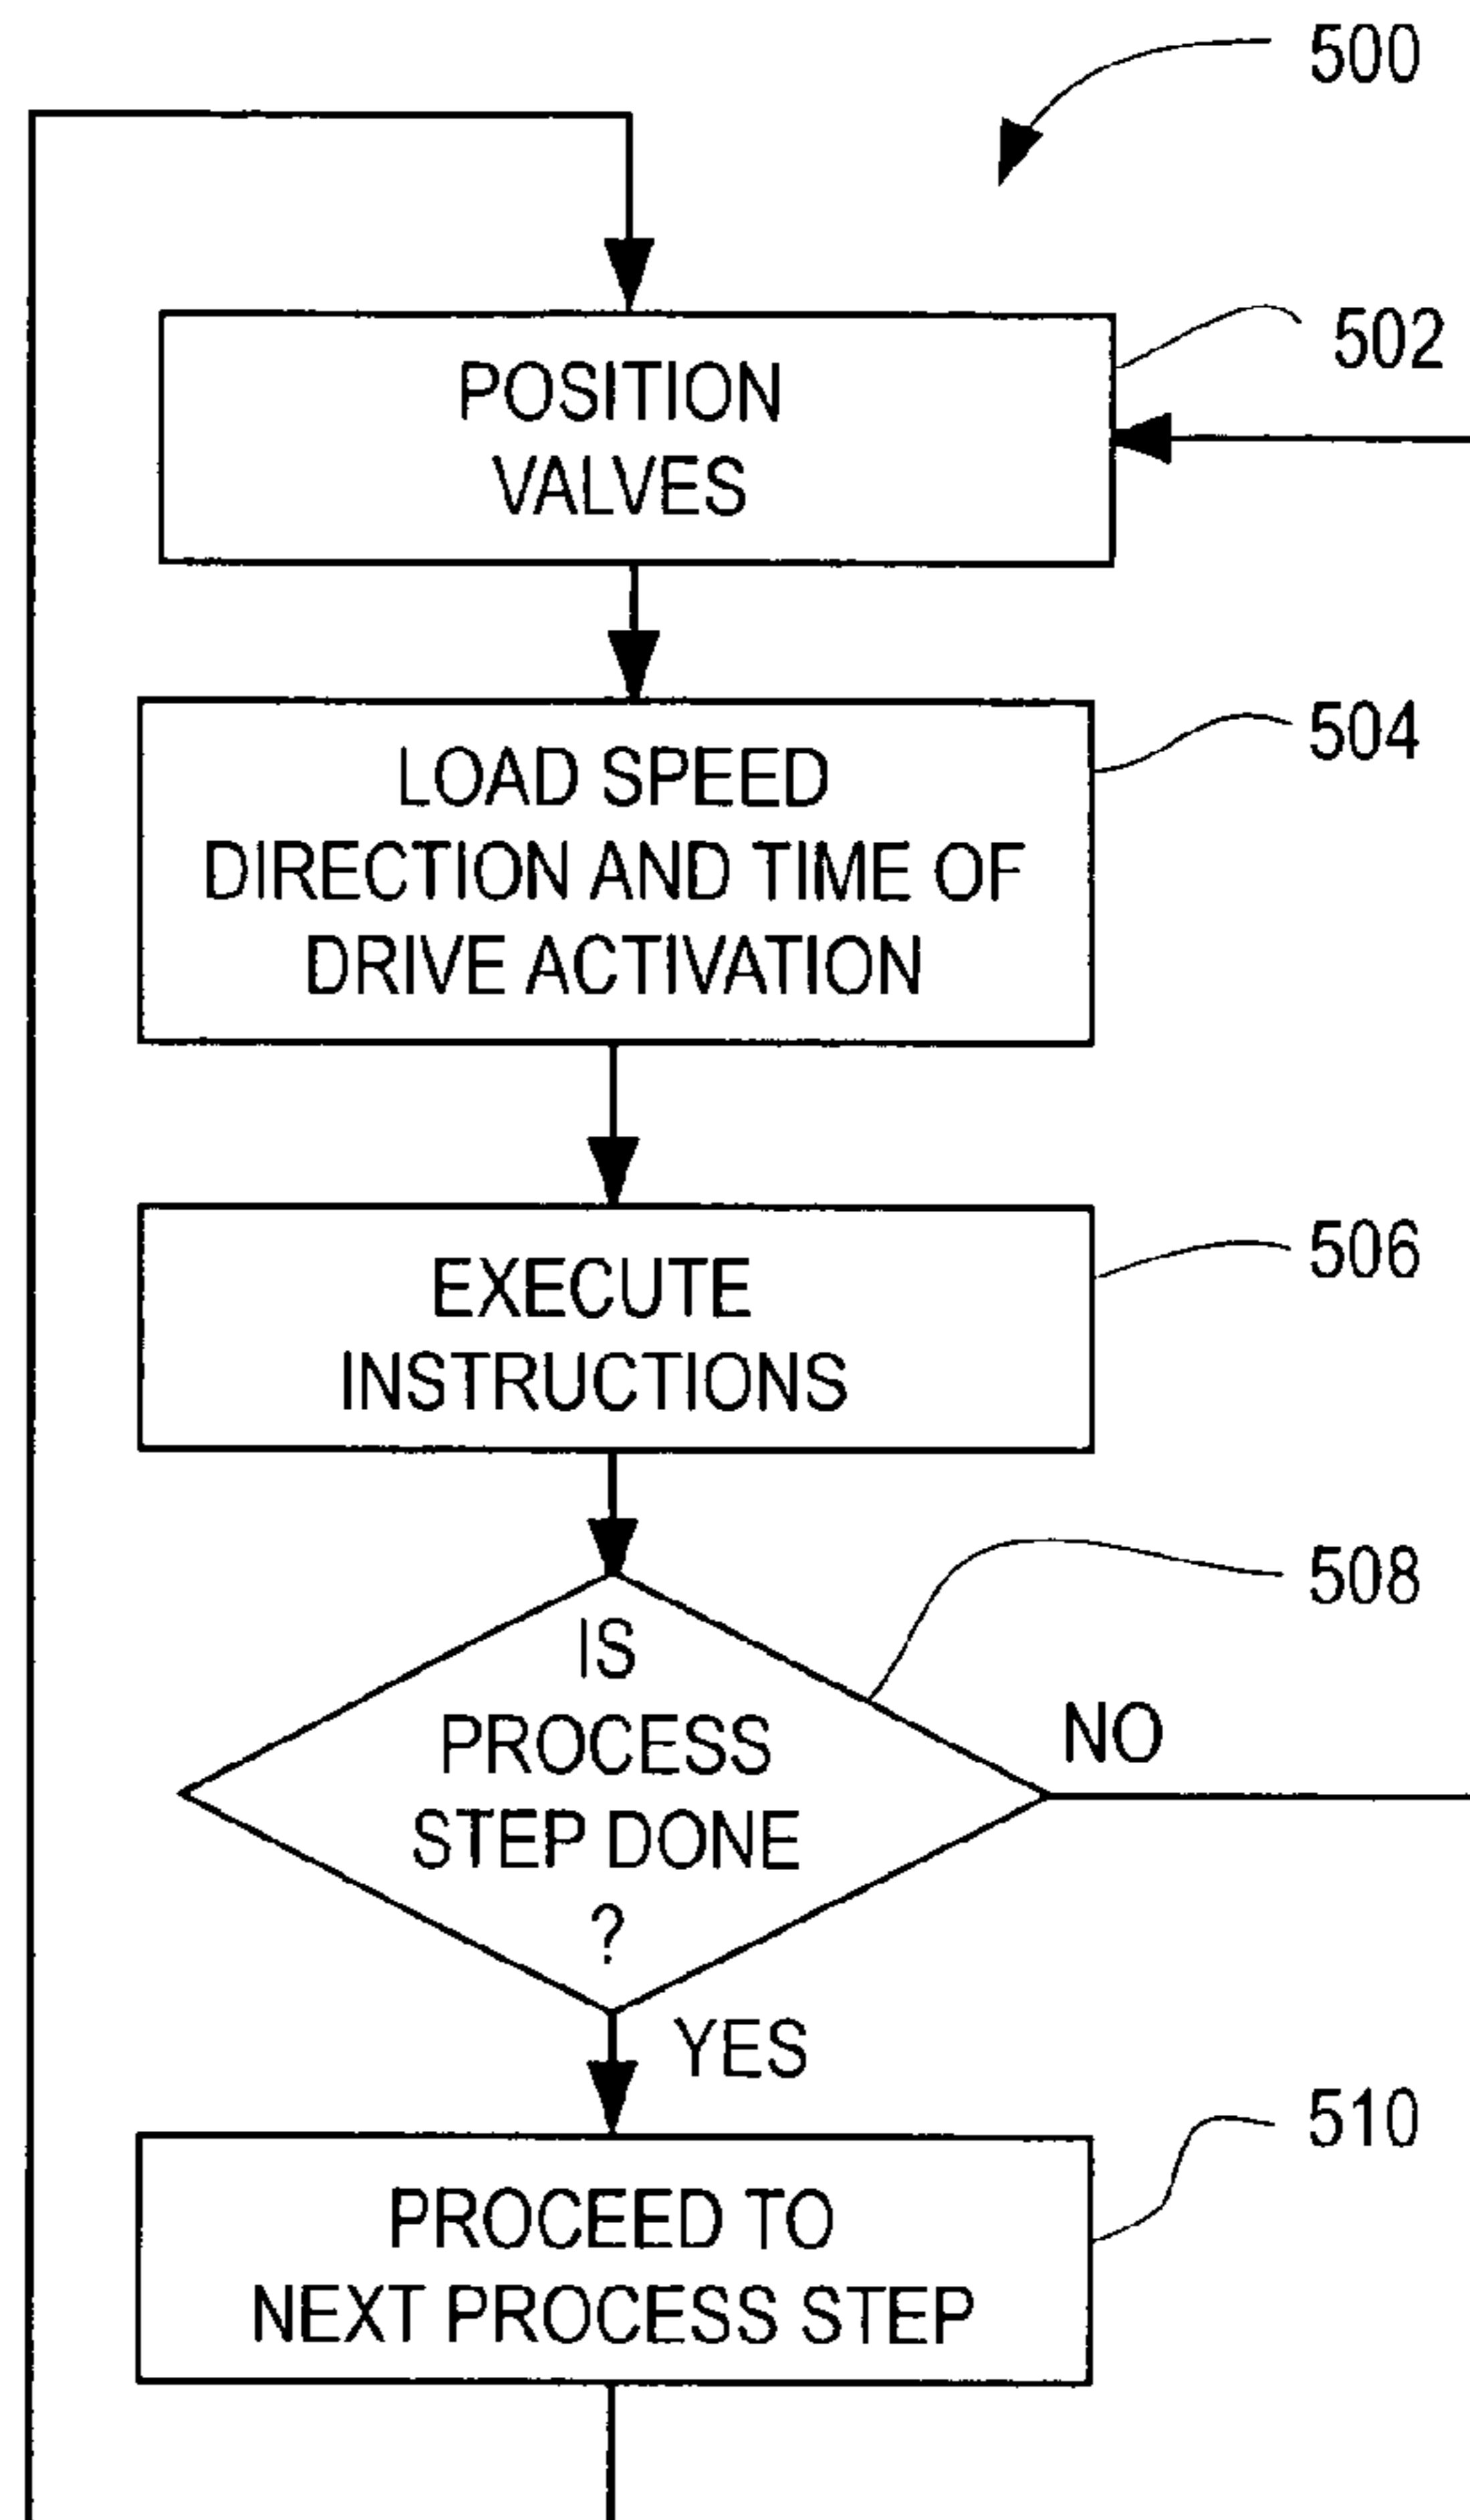 500
502
POSITION
VALVES
504
LOAD SPEED
DIRECTION AND TIME OF
DRIVE ACTIVATION
506
EXECUTE
INSTRUCTIONS
508
IS
PROCESS
STEP DONE
?
NO
YES
510
PROCEED TO
NEXT PROCESS STEP